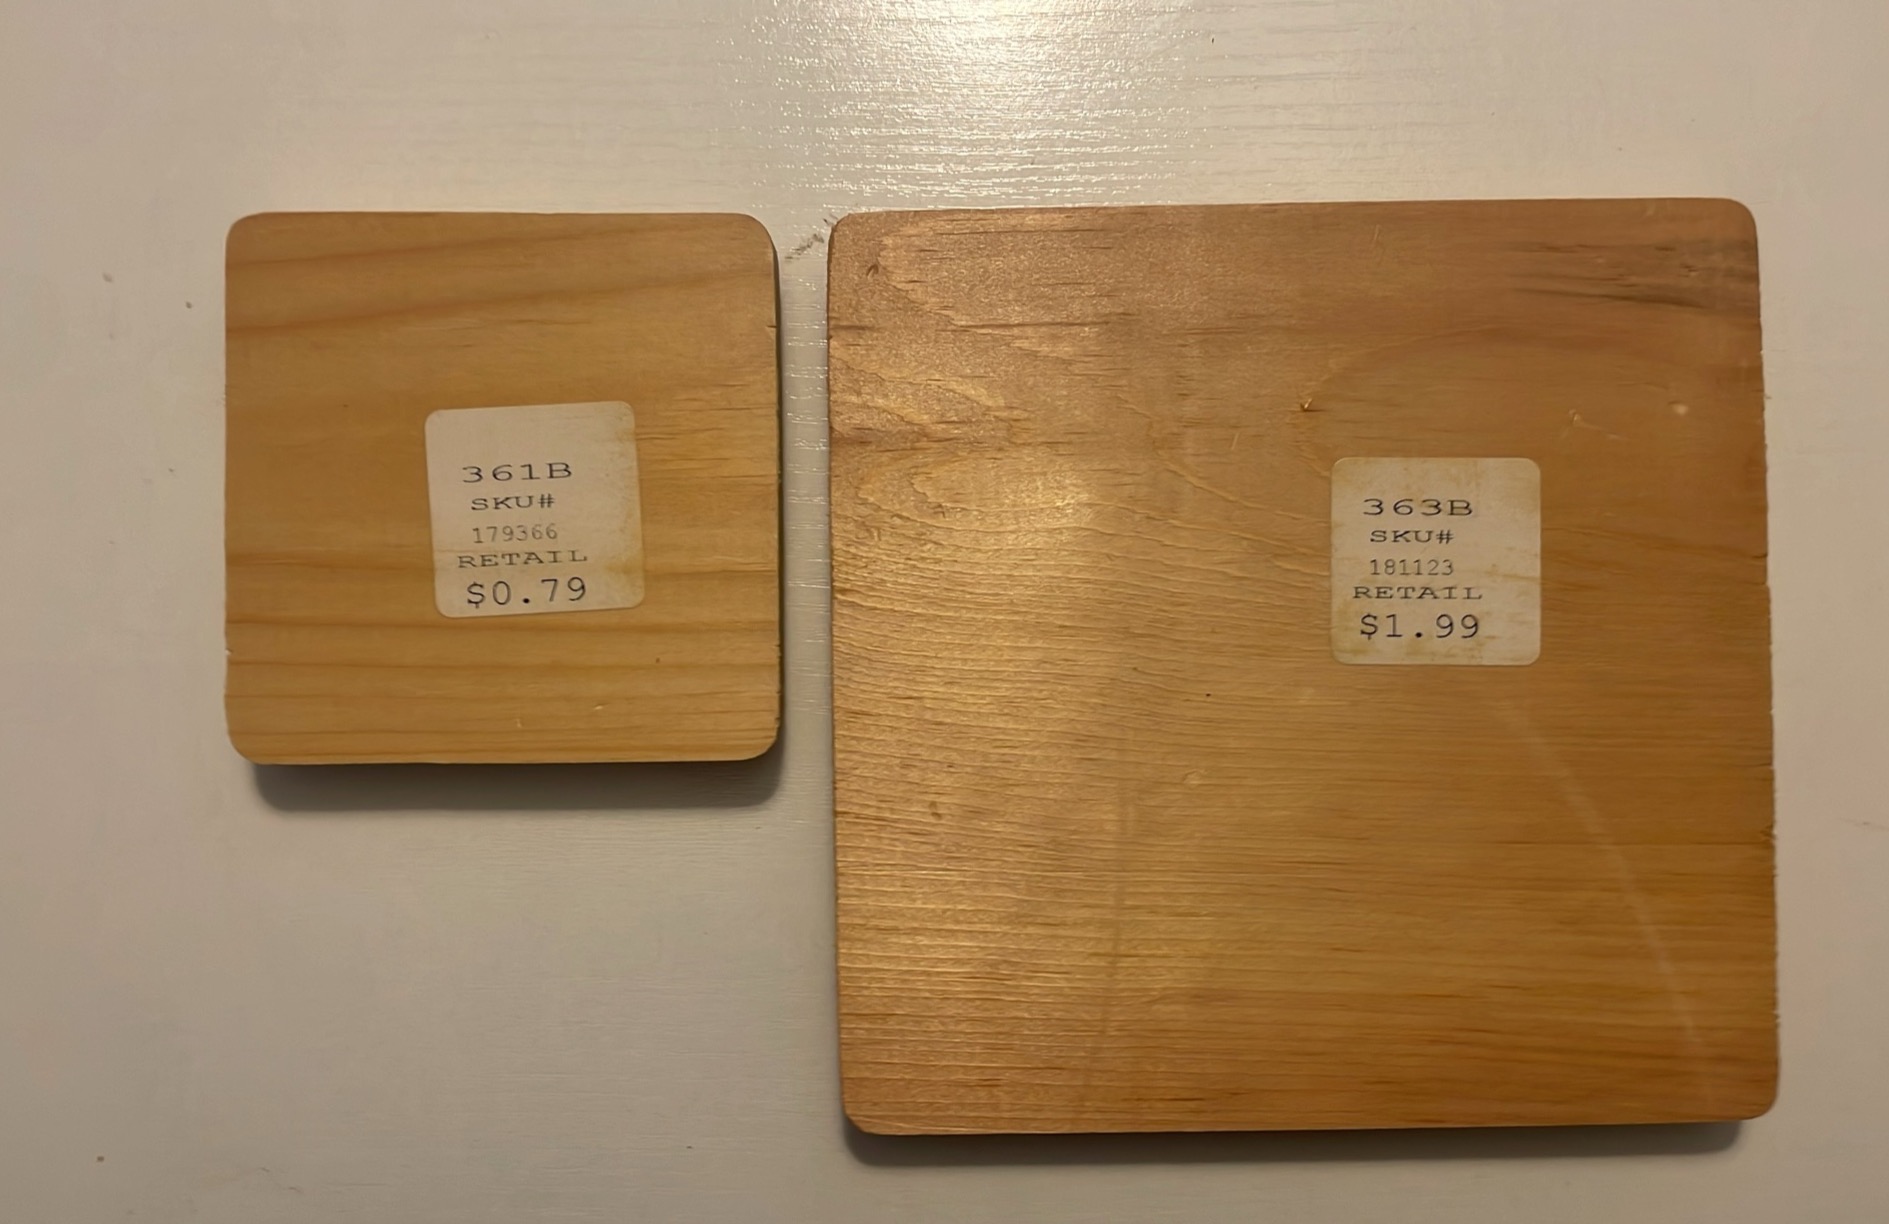 361B
SKU#
179366
RETAIL
$0.79
363B
SKU#
181123
RETAIL
$1.99